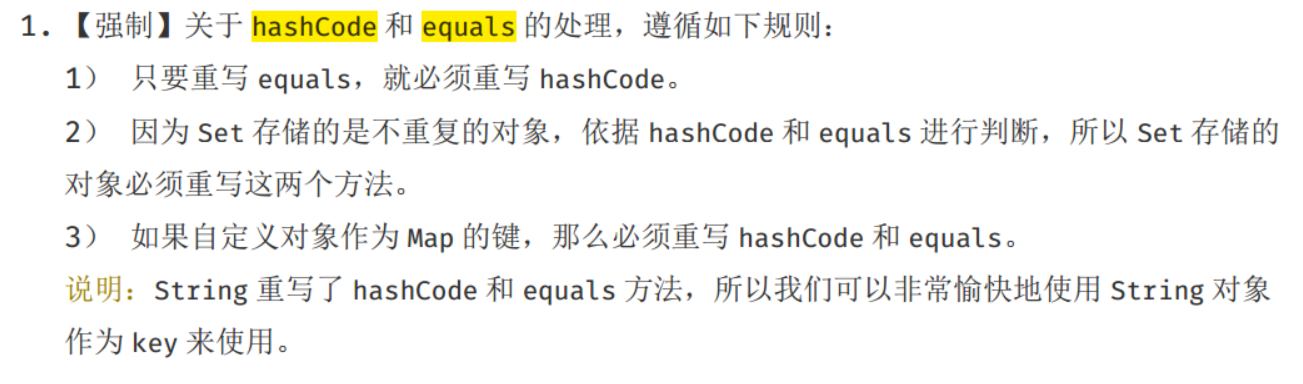 1. 【强制】关于 hashCode 和 equals 的处理，遵循如下规则：
1） 只要重写 equals，就必须重写 hashCode。
2） 因为 Set 存储的是不重复的对象，依据 hashCode 和 equals 进行判断，所以 Set 存储的
对象必须重写这两个方法。
3） 如果自定义对象作为 Map 的键，那么必须重写 hashCode 和 equals。
说明：String 重写了 hashCode 和 equals 方法，所以我们可以非常愉快地使用 String 对象
作为 key 来使用。